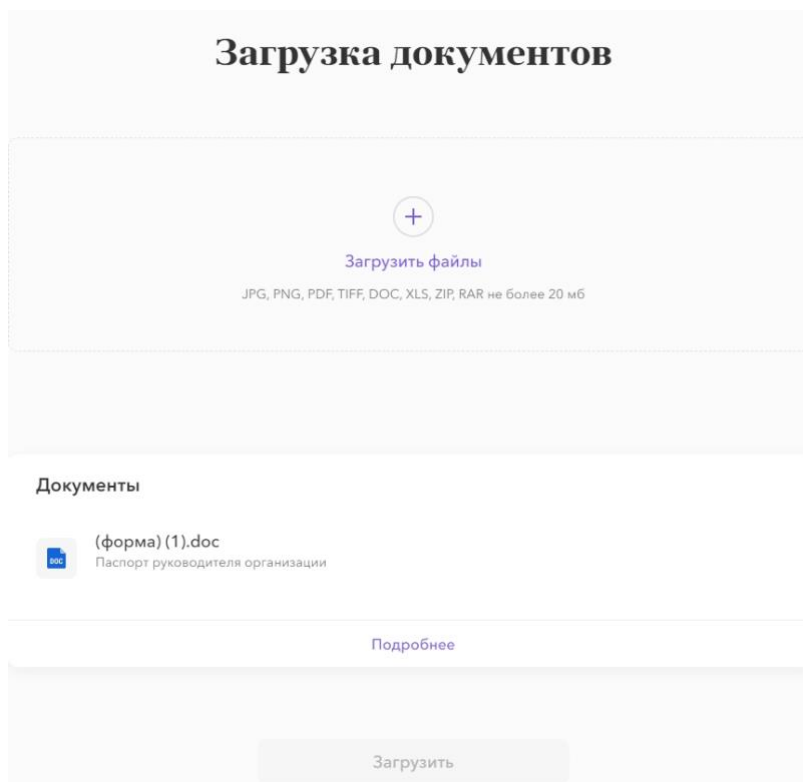 Загрузка документов
Загрузить файлы
JPG, PNG, PDF, TIFF, DOC, XLS, ZIP, RAR не более 20 мб
Документы
(форма) (1).doc
DOC
Паспорт руководителя организации
Подробнее
Загрузить